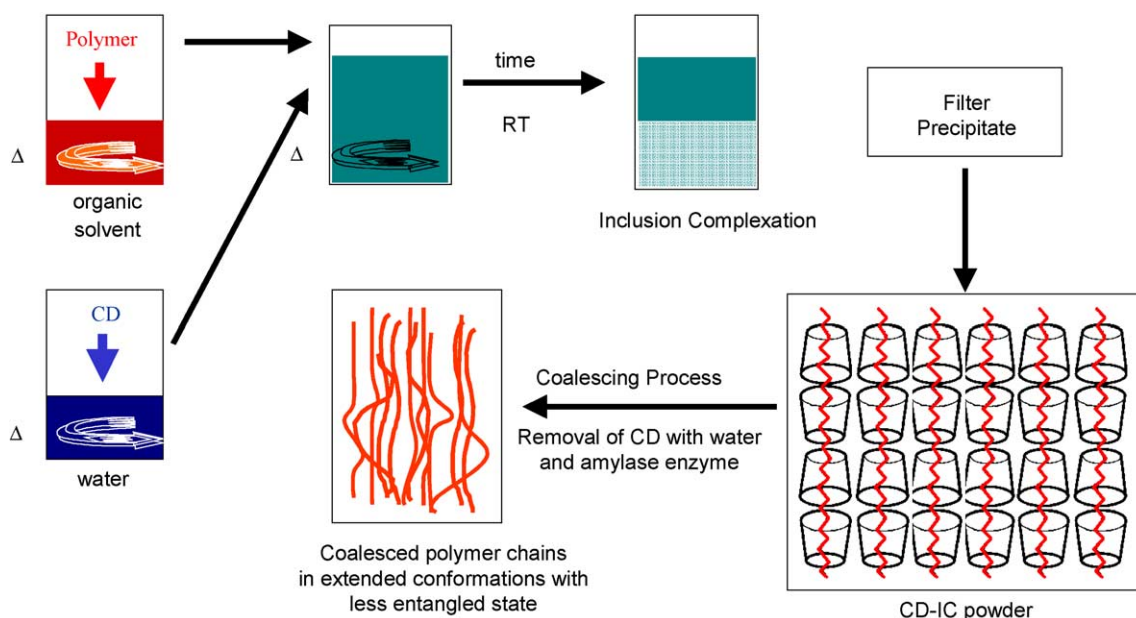 Polymer
Δ
organic
solvent
CD
Δ
water
Δ
time
RT
Inclusion Complexation
Filter
Precipitate
CD-IC powder
Coalescing Process
Removal of CD with water
and amylase enzyme
Coalesced polymer chains
in extended conformations with
less entangled state